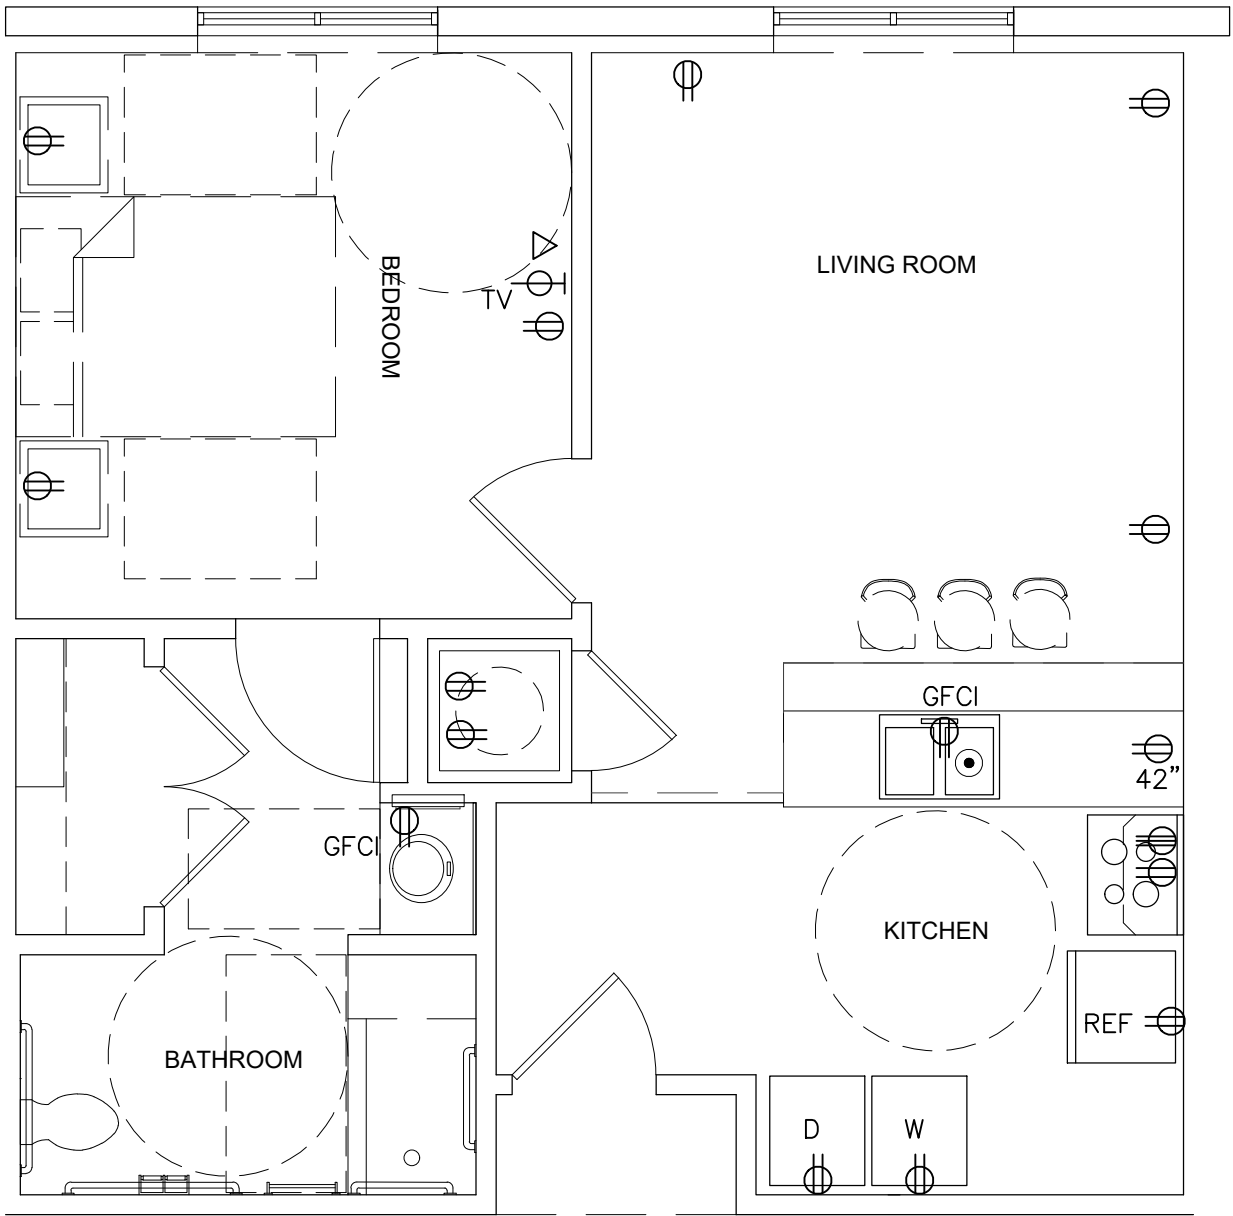 LIVING ROOM
BEDROOM
TV
GFCI
42"
GFCI
KITCHEN
REF
BATHROOM
D
W